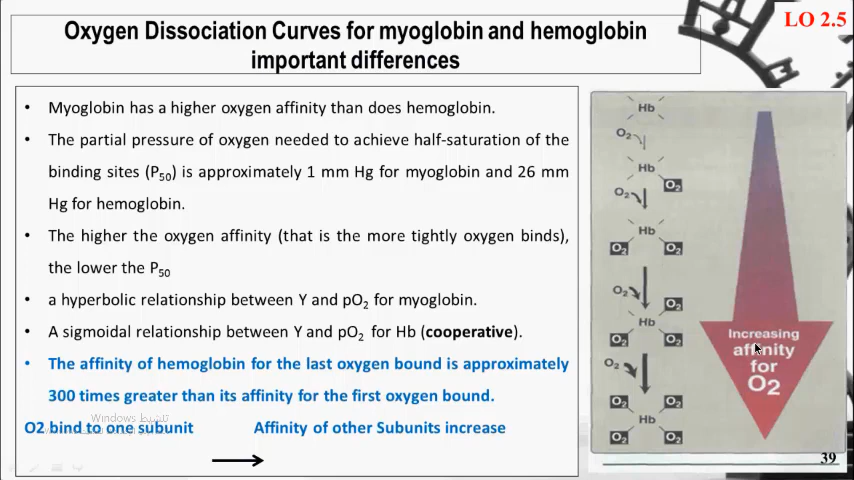 LO 2.5
Oxygen Dissociation Curves for myoglobin and hemoglobin
important differences
• Myoglobin has a higher oxygen affinity than does hemoglobin.
• The partial pressure of oxygen needed to achieve half-saturation of the
binding sites (P50) is approximately 1 mm Hg for myoglobin and 26 mm
Hg for hemoglobin.
• The higher the oxygen affinity (that is the more tightly oxygen binds),
the lower the P50
• a hyperbolic relationship between Y and pO2 for myoglobin.
• A sigmoidal relationship between Y and pO2 for Hb (cooperative).
• The affinity of hemoglobin for the last oxygen bound is approximately
300 times greater than its affinity for the first oxygen bound.
Windows
O2 bind to one subunit Affinity of other Subunits increase
Hb
O2
Hb
O2
O2
Hb
O2 O2
O2
O2
Hb
O2 O2
O2
O2 O2
Hb
O2 O2
Increasing
affinity
for
O2
39